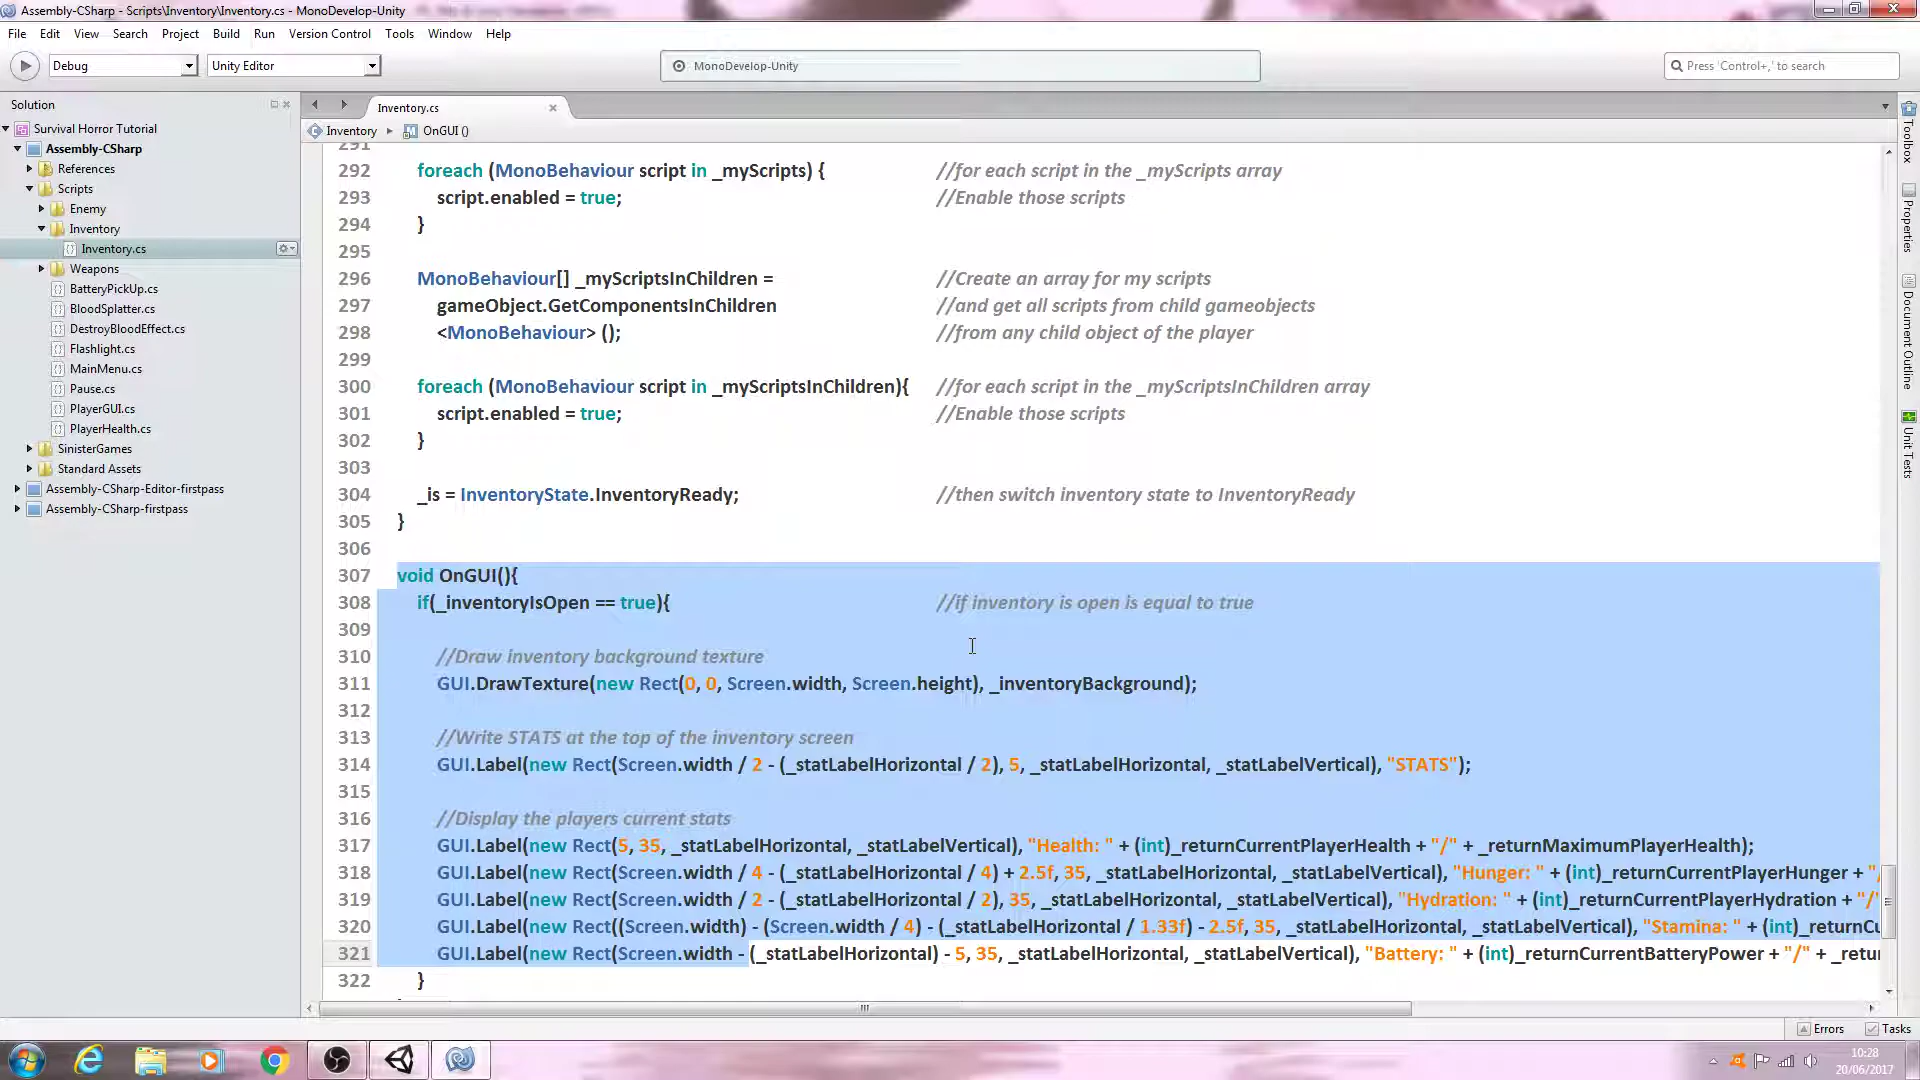 Assembly-CSharp - Scripts\Inventory\Inventory.cs - MonoDevelop-Unity
File Edit View Search Project Build Run Version Control Tools Window Help
Debug Unity Editor MonoDevelop-Unity Press 'Control+,' to search
Solution
Survival Horror Tutorial
Assembly-CSharp
References
Scripts
Enemy
Inventory
Inventory.cs
Weapons
BatteryPickUp.cs
BloodSplatter.cs
DestroyBloodEffect.cs
Flashlight.cs
MainMenu.cs
Pause.cs
PlayerGUI.cs
PlayerHealth.cs
SinisterGames
Standard Assets
Assembly-CSharp-Editor-firstpass
Assembly-CSharp-firstpass
Inventory.cs
Inventory OnGUI ()
291
292 foreach (MonoBehaviour script in _myScripts) { //for each script in the _myScripts array
293 script.enabled = true; //Enable those scripts
294 }
295
296 MonoBehaviour[] _myScriptsInChildren = //Create an array for my scripts
297 gameObject.GetComponentsInChildren //and get all scripts from child gameobjects
298 <MonoBehaviour> (); //from any child object of the player
299
300 foreach (MonoBehaviour script in _myScriptsInChildren){ //for each script in the _myScriptsInChildren array
301 script.enabled = true; //Enable those scripts
302 }
303
304 _is = InventoryState.InventoryReady; //then switch inventory state to InventoryReady
305 }
306
307 void OnGUI(){
308 if(_inventoryIsOpen == true){ //if inventory is open is equal to true
309
310 //Draw inventory background texture
311 GUI.DrawTexture(new Rect(0, 0, Screen.width, Screen.height), _inventoryBackground);
312
313 //Write STATS at the top of the inventory screen
314 GUI.Label(new Rect(Screen.width / 2 - (_statLabelHorizontal / 2), 5, _statLabelHorizontal, _statLabelVertical), "STATS");
315
316 //Display the players current stats
317 GUI.Label(new Rect(5, 35, _statLabelHorizontal, _statLabelVertical), "Health: " + (int)_returnCurrentPlayerHealth + "/" + _returnMaximumPlayerHealth);
318 GUI.Label(new Rect(Screen.width / 4 - (_statLabelHorizontal / 4) + 2.5f, 35, _statLabelHorizontal, _statLabelVertical), "Hunger: " + (int)_returnCurrentPlayerHunger + "/
319 GUI.Label(new Rect(Screen.width / 2 - (_statLabelHorizontal / 2), 35, _statLabelHorizontal, _statLabelVertical), "Hydration: " + (int)_returnCurrentPlayerHydration + "/"
320 GUI.Label(new Rect((Screen.width) - (Screen.width / 4) - (_statLabelHorizontal / 1.33f) - 2.5f, 35, _statLabelHorizontal, _statLabelVertical), "Stamina: " + (int)_returnCu
321 GUI.Label(new Rect(Screen.width - (_statLabelHorizontal) - 5, 35, _statLabelHorizontal, _statLabelVertical), "Battery: " + (int)_returnCurrentBatteryPower + "/" + _retur
322 }
Toolbox
Properties
Document Outline
Unit Tests
Errors Tasks
10:28
20/06/2017